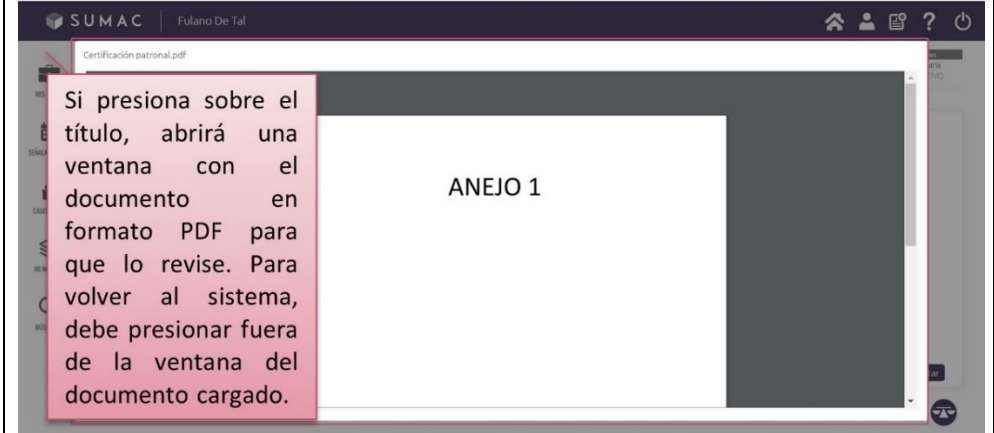 SUMAC
Fulano De Tal
?
Certificación patronal.pdf
Si presiona sobre el
título, abrirá una
ventana con el
documento en
formato PDF para
que lo revise. Para
volver al sistema,
debe presionar fuera
de la ventana del
documento cargado.
ANEJO 1